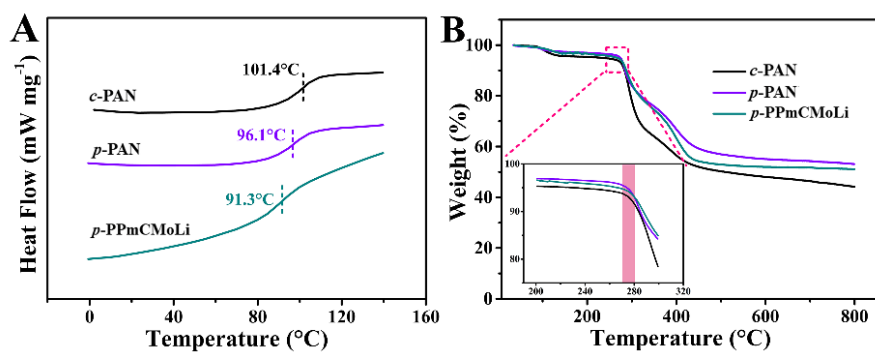 A
Heat Flow (mW mg⁻¹)
101.4°C
c-PAN
96.1°C
p-PAN
91.3°C
p-PPmCMoLi
0 40 80 120 160
Temperature (°C)
B
Weight (%)
100
80
60
40
20
0
c-PAN
p-PAN
p-PPmCMoLi
100
95
90
80
200 240 280 320
200 400 600 800
Temperature (°C)